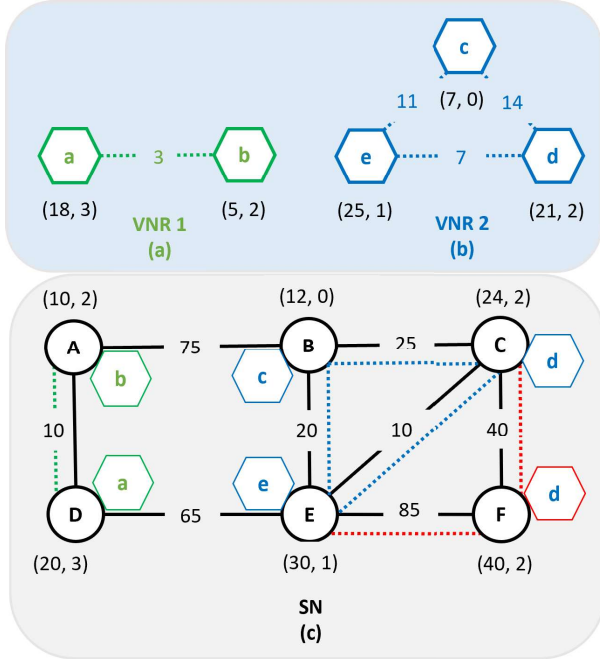 c
11 (7, 0) 14
a 3 b e 7 d
(18, 3) (5, 2) (25, 1) (21, 2)
VNR 1 VNR 2
(a) (b)
(10, 2) (12, 0) (24, 2)
A 75 B 25 C
b c d
10 20 10 40
a e d
D 65 E 85 F
(20, 3) (30, 1) (40, 2)
SN
(c)